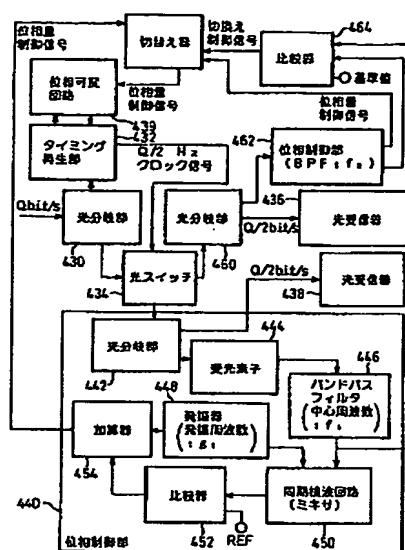 位相量
制御信号
切換え器
切換え
制御信号
比較器
464
基準値
位相可変
回路
439
位相量
制御信号
位相量
制御信号
432
タイミング
再生部
Q/2 Hz
クロック信号
462
位相制御部
(BPF:f₂)
Qbit/s
光分岐部
430
光分岐部
460
436
光受信器
Q/2bit/s
光スイッチ
434
Q/2bit/s
光受信器
438
光分岐部
442
444
受光素子
446
バンドパス
フィルタ
(中心周波数
:f₁)
448
発振器
(発振周波数
:g₁)
加算器
454
比較器
452
REF
同期検波回路
(ミキサ)
450
440
位相制御部